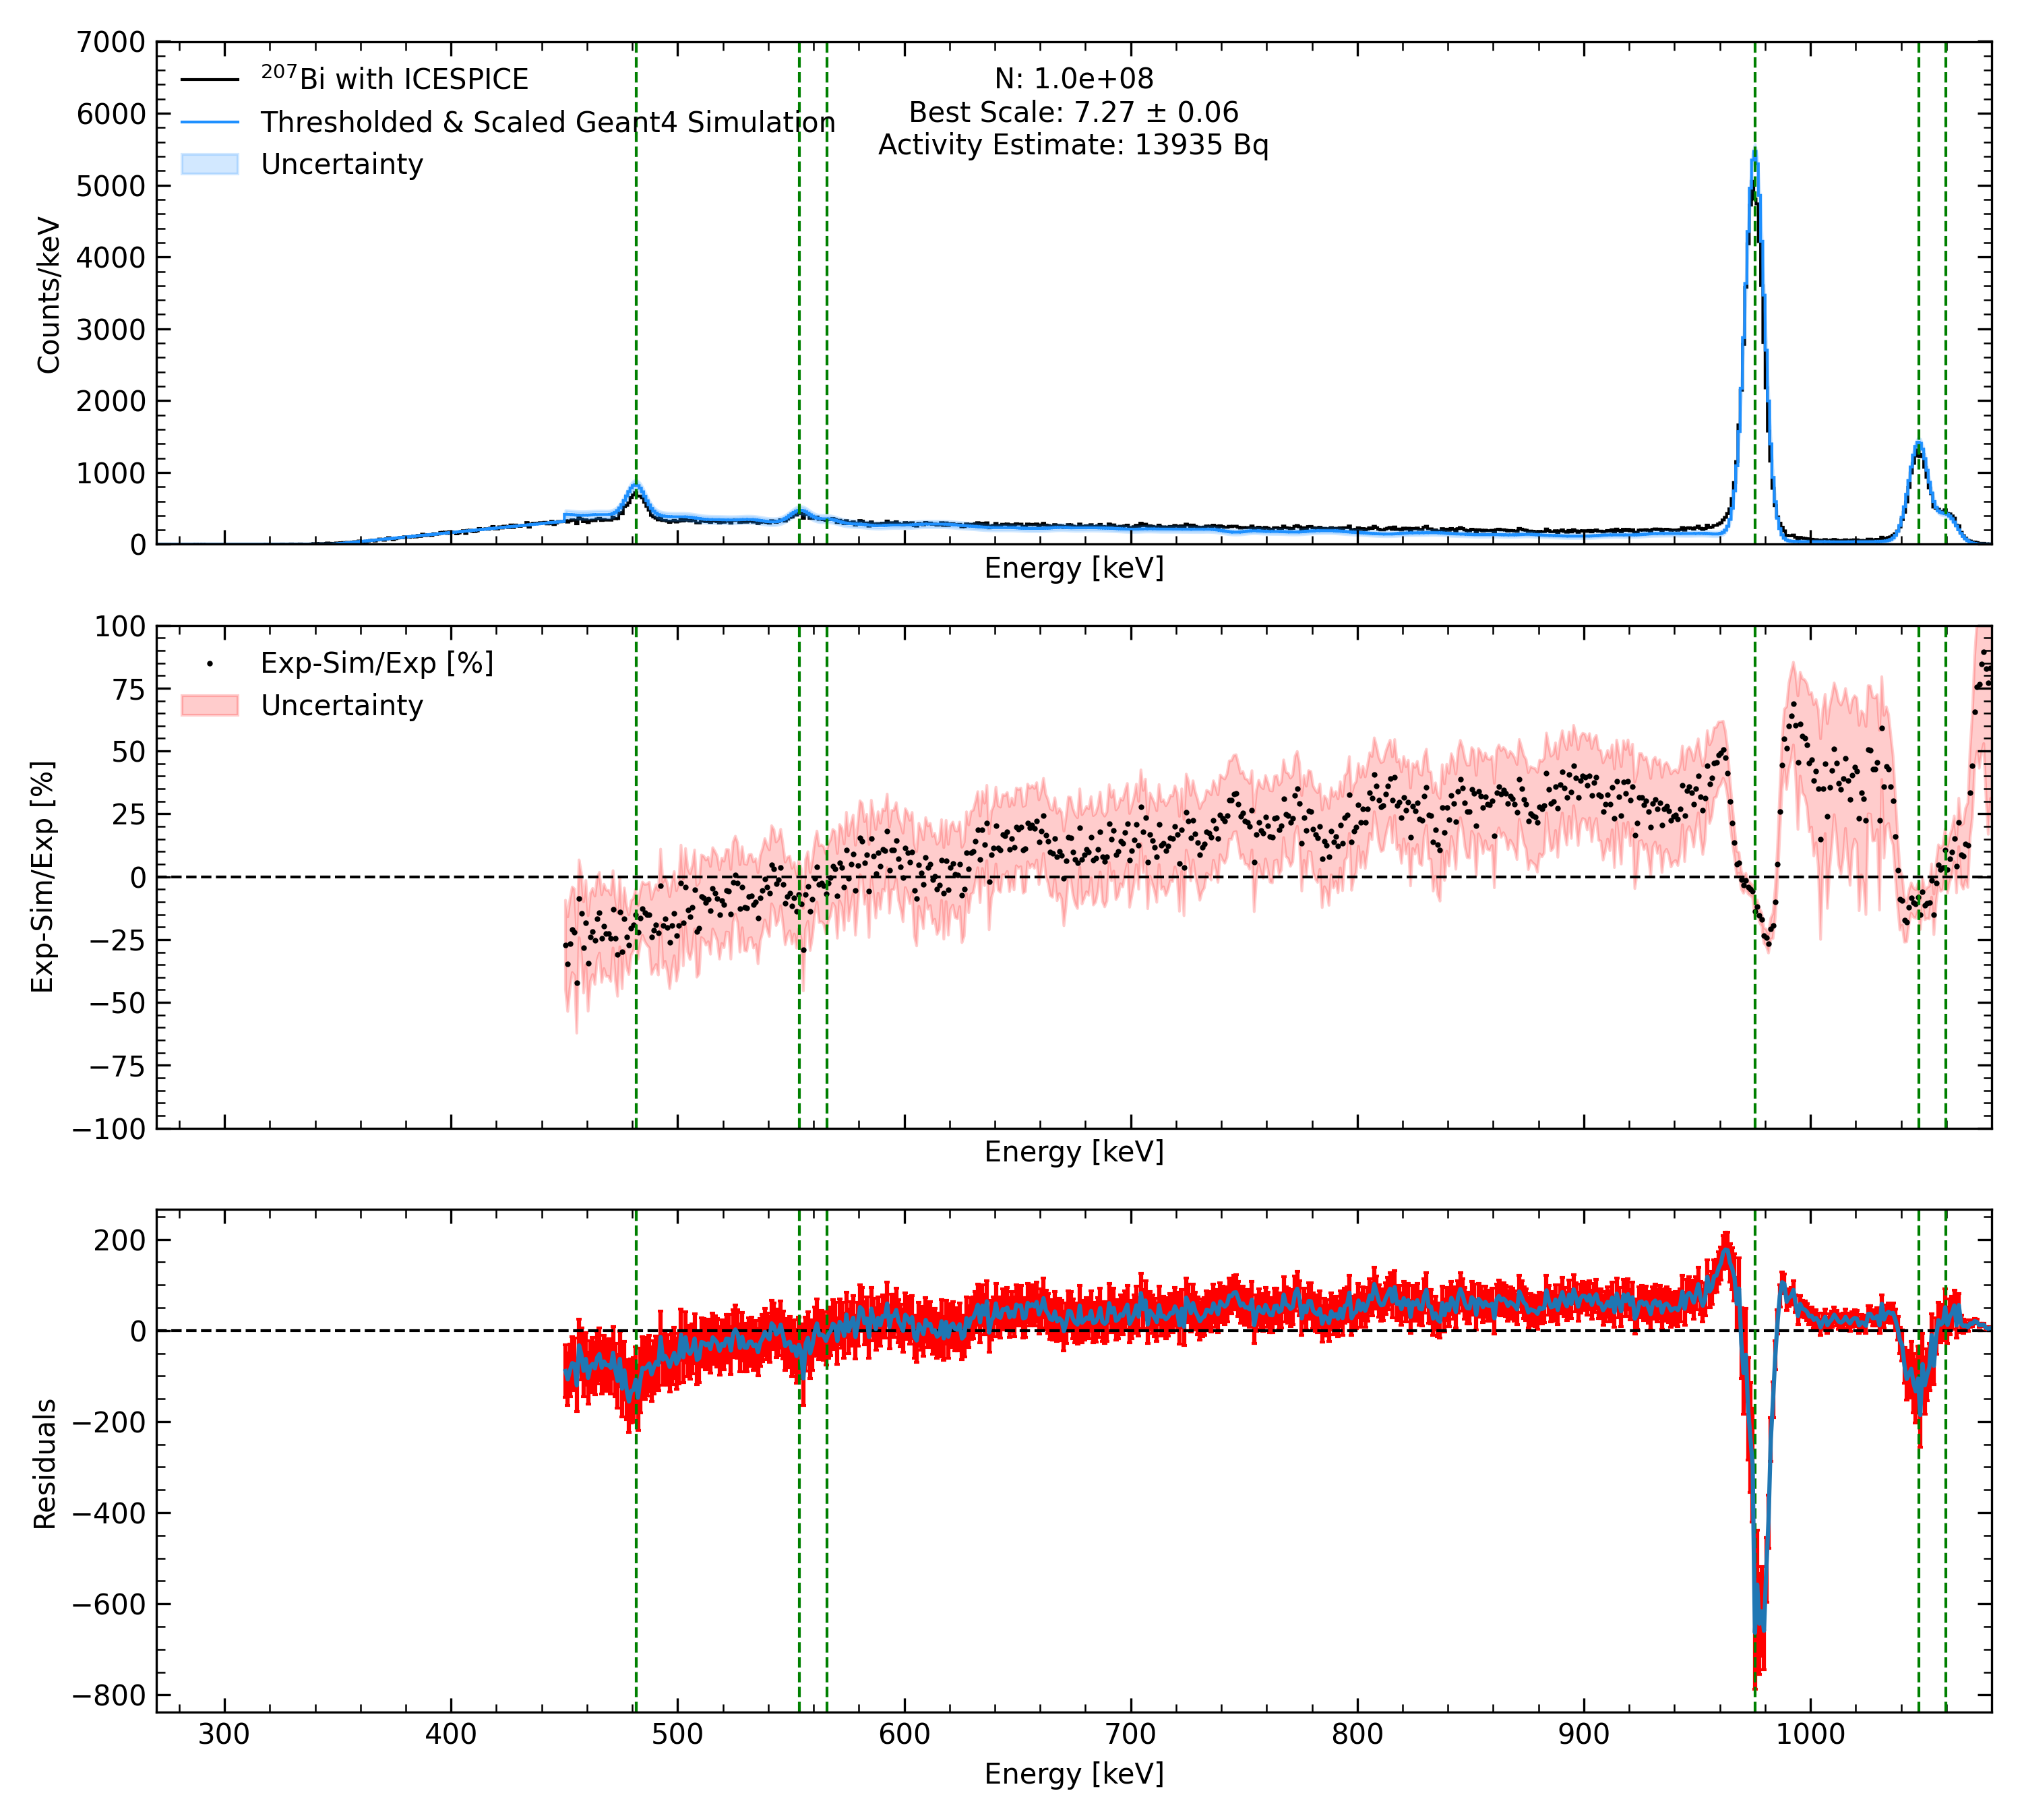 7000
6000
5000
4000
3000
2000
1000
0
Counts/keV
²⁰⁷Bi with ICESPICE
Thresholded & Scaled Geant4 Simulation
Uncertainty
N: 1.0e+08
Best Scale: 7.27 ± 0.06
Activity Estimate: 13935 Bq
Energy [keV]
100
75
50
25
0
−25
−50
−75
−100
Exp-Sim/Exp [%]
Exp-Sim/Exp [%]
Uncertainty
Energy [keV]
200
0
−200
−400
−600
−800
Residuals
300 400 500 600 700 800 900 1000
Energy [keV]